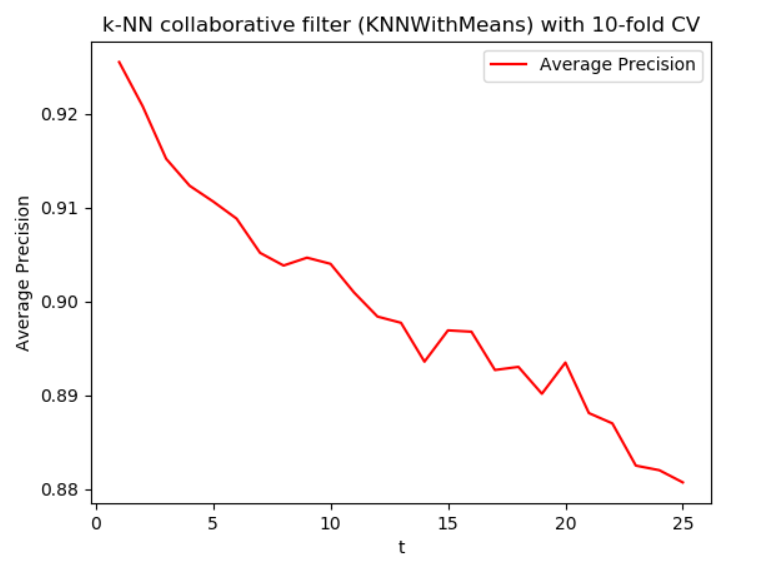 k-NN collaborative filter (KNNWithMeans) with 10-fold CV
Average Precision
0.92
0.91
0.90
0.89
0.88
Average Precision
0
5
10
15
20
25
t